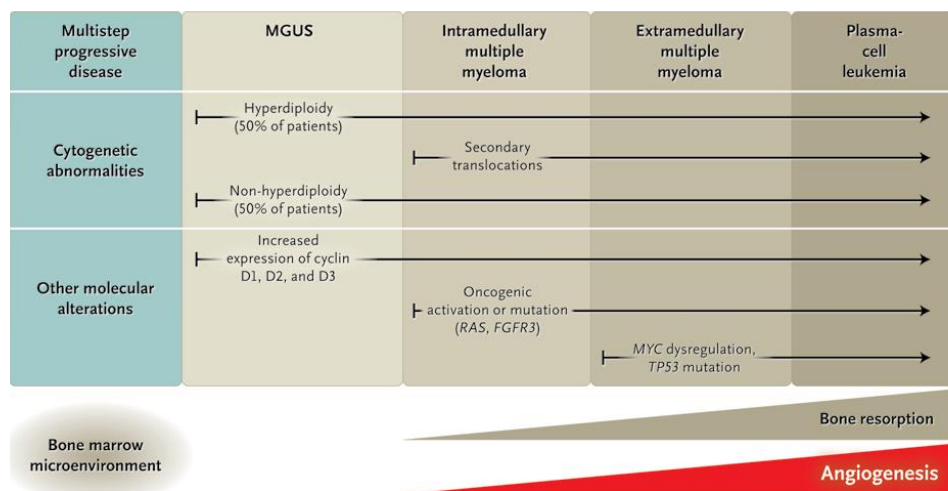 Multistep
progressive
disease
MGUS
Intramedullary
multiple
myeloma
Extramedullary
multiple
myeloma
Plasma-
cell
leukemia
Cytogenetic
abnormalities
Hyperdiploidy
(50% of patients)
Secondary
translocations
Non-hyperdiploidy
(50% of patients)
Other molecular
alterations
Increased
expression of cyclin
D1, D2, and D3
Oncogenic
activation or mutation
(RAS, FGFR3)
MYC dysregulation,
TP53 mutation
Bone marrow
microenvironment
Bone resorption
Angiogenesis